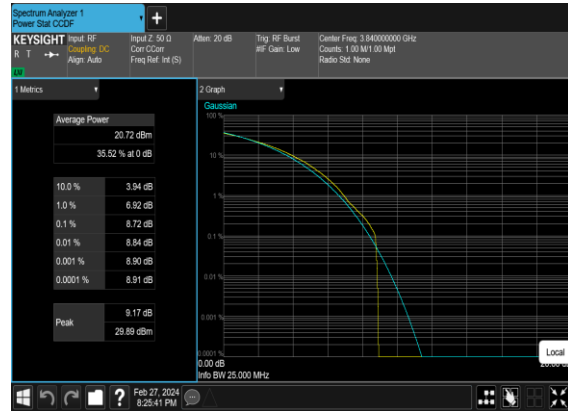 Spectrum Analyzer 1
Power Stat CCDF
+
KEYSIGHT
R T
LXI
Input: RF
Coupling: DC
Align: Auto
Input Z: 50 Ω
Corr CCorr
Freq Ref: Int (S)
Atten: 20 dB
Trig: RF Burst
#IF Gain: Low
Center Freq: 3.840000000 GHz
Counts: 1.00 M/1.00 Mpt
Radio Std: None
1 Metrics
Average Power
20.72 dBm
35.52 % at 0 dB
10.0 % 3.94 dB
1.0 % 6.92 dB
0.1 % 8.72 dB
0.01 % 8.84 dB
0.001 % 8.90 dB
0.0001 % 8.91 dB
Peak
9.17 dB
29.89 dBm
2 Graph
Gaussian
100 %
10 %
1 %
0.1 %
0.01 %
0.001 %
0.0001 %
0.00 dB
Info BW 25.000 MHz
Local
?
Feb 27, 2024
8:25:41 PM